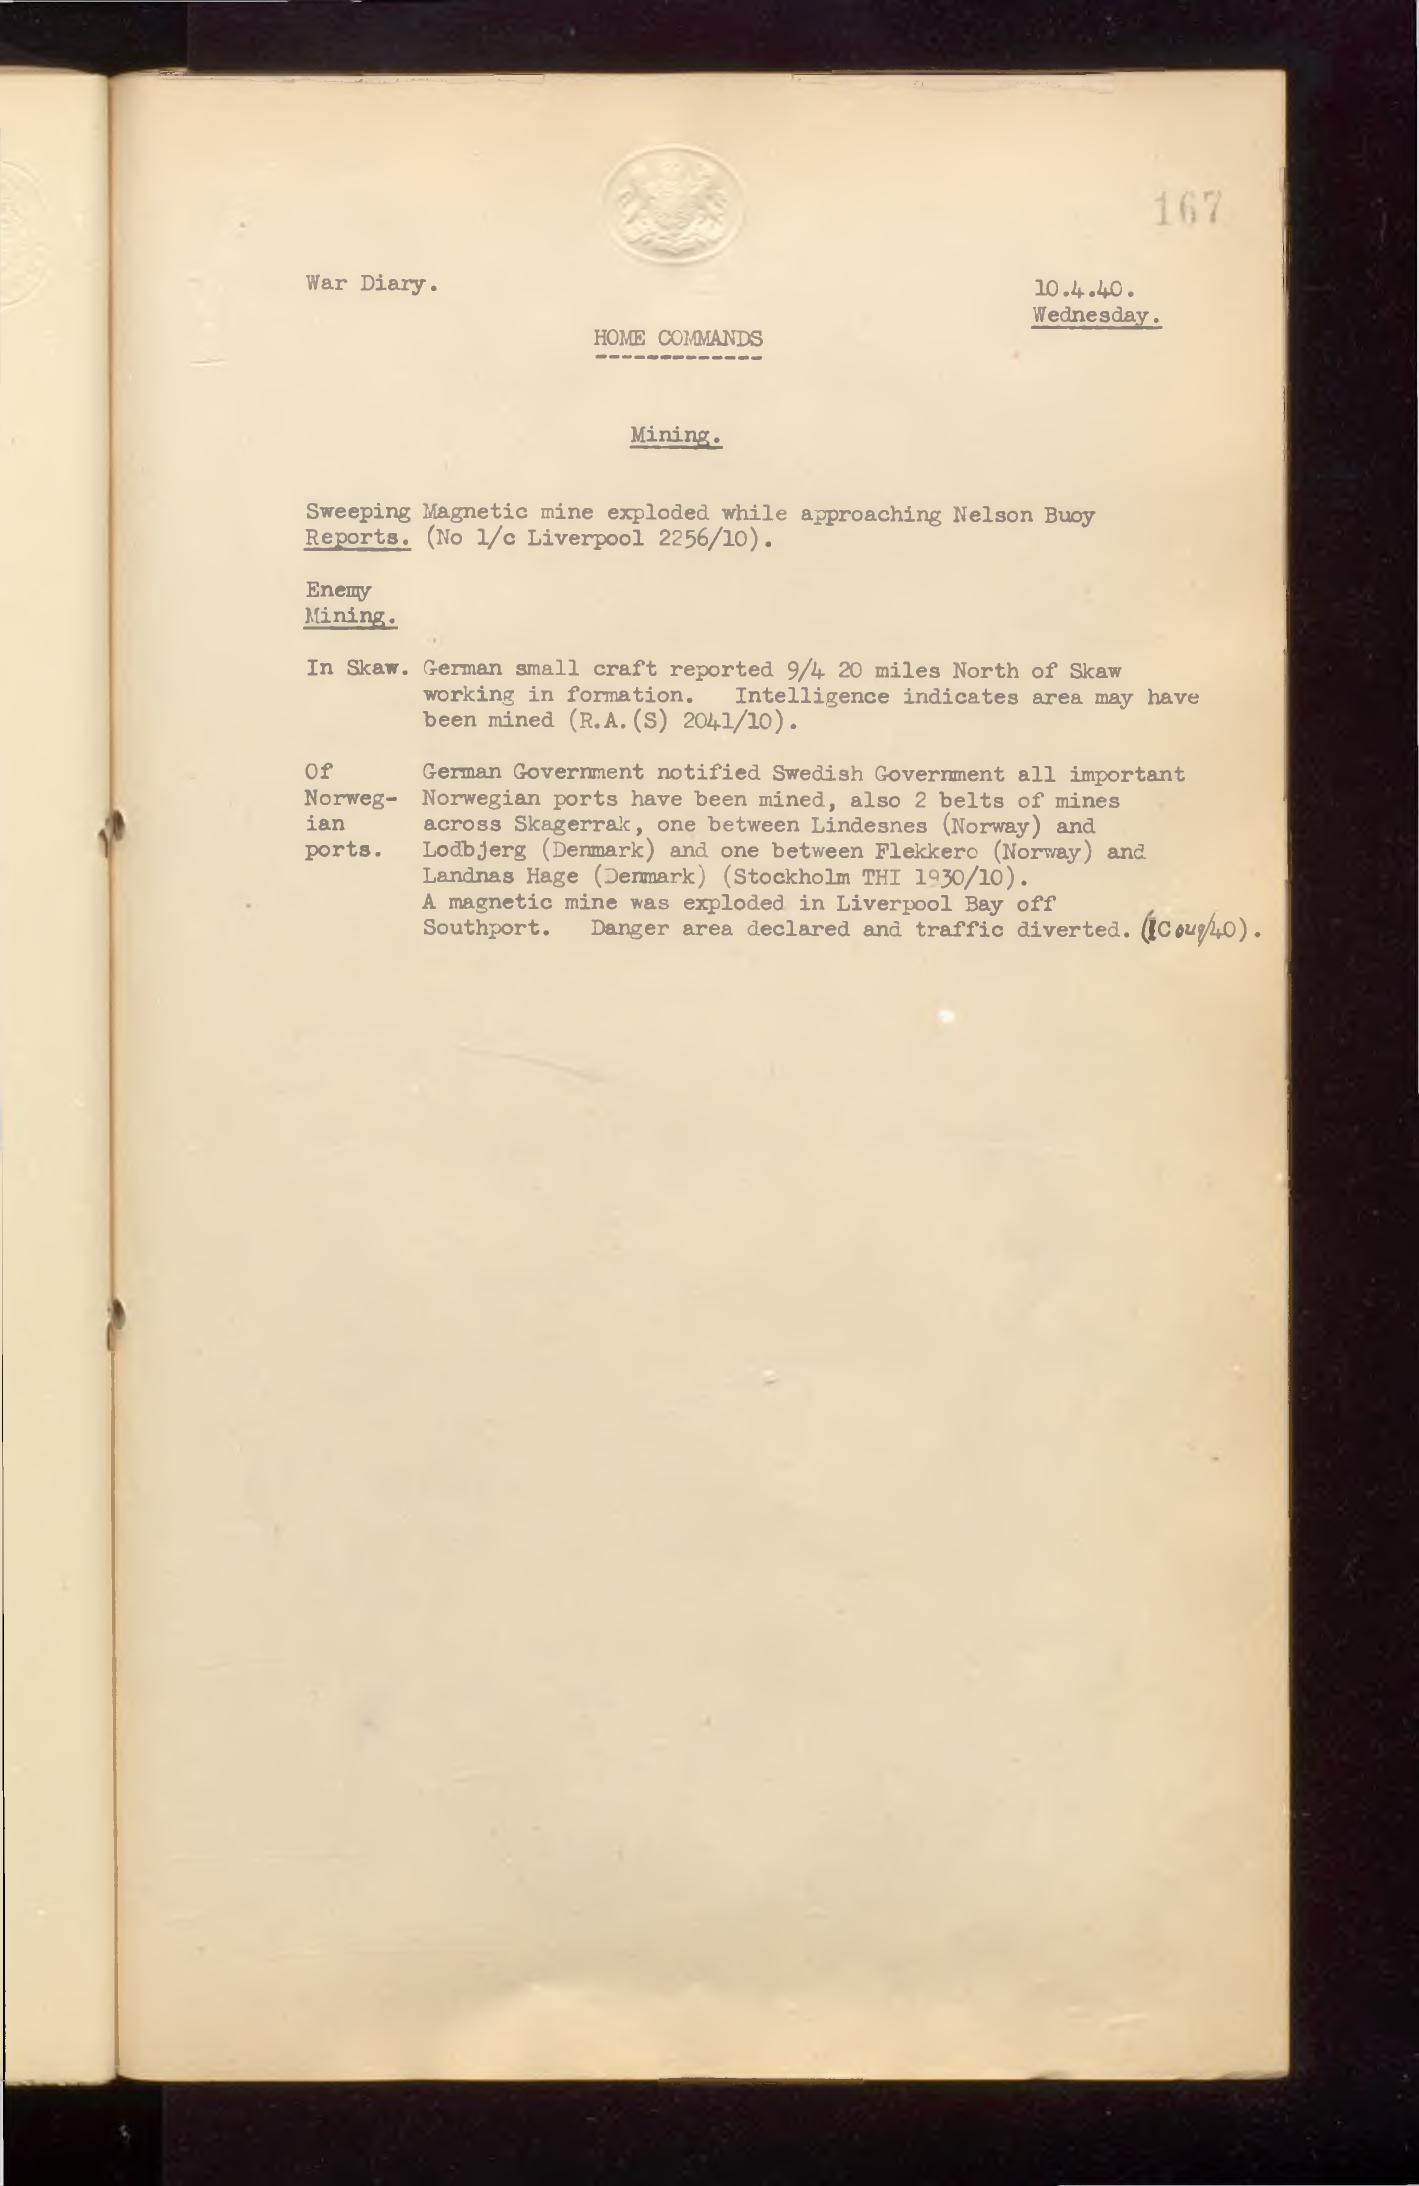 167
War Diary.
10.4.40.
Wednesday.
HOME COMMANDS
Mining.
Sweeping Magnetic mine exploded while approaching Nelson Buoy
Reports. (No 1/c Liverpool 2256/10).
Enemy
Mining.
In Skaw. German small craft reported 9/4 20 miles North of Skaw
working in formation. Intelligence indicates area may have
been mined (R.A.(S) 2041/10).
Of German Government notified Swedish Government all important
Norweg- Norwegian ports have been mined, also 2 belts of mines
ian across Skagerrak, one between Lindesnes (Norway) and
ports. Lodbjerg (Denmark) and one between Flekkero (Norway) and
Landnas Hage (Denmark) (Stockholm THI 1930/10).
A magnetic mine was exploded in Liverpool Bay off
Southport. Danger area declared and traffic diverted. /40).